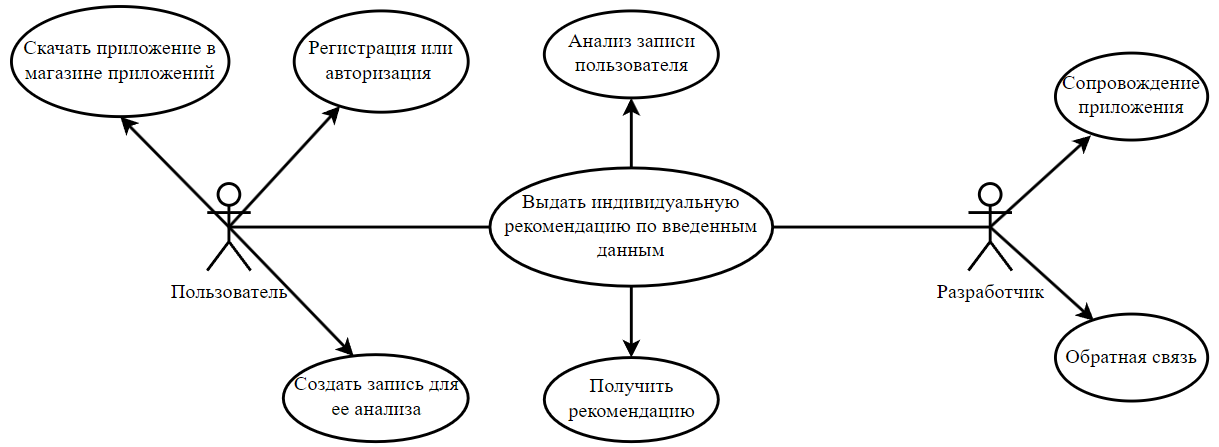 Скачать приложение в
магазине приложений
Регистрация или
авторизация
Анализ записи
пользователя
Сопровождение
приложения
Выдать индивидуальную
рекомендацию по введенным
данным
Пользователь
Разработчик
Создать запись для
ее анализа
Получить
рекомендацию
Обратная связь